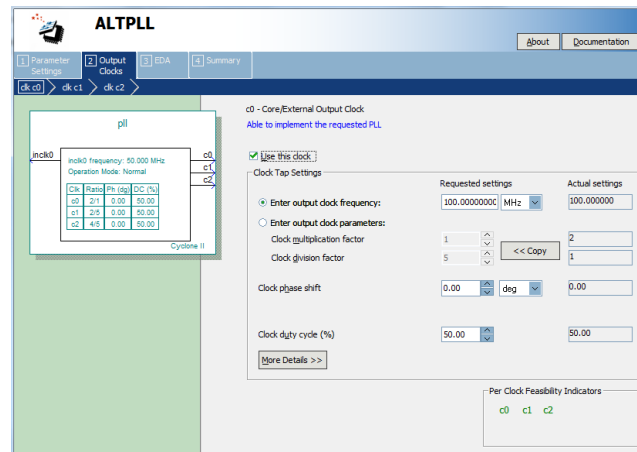 ALTPLL
About Documentation
1 Parameter Settings
2 Output Clocks
3 EDA
4 Summary
clk c0 clk c1 clk c2
pll
inclk0
inclk0 frequency: 50.000 MHz
Operation Mode: Normal
Clk Ratio Ph (dg) DC (%)
c0 2/1 0.00 50.00
c1 2/5 0.00 50.00
c2 4/5 0.00 50.00
c0
c1
c2
Cyclone II
c0 - Core/External Output Clock
Able to implement the requested PLL
Use this clock
Clock Tap Settings
Requested settings Actual settings
Enter output clock frequency: 100.0000000 MHz 100.000000
Enter output clock parameters:
Clock multiplication factor 1 2
<< Copy
Clock division factor 5 1
Clock phase shift 0.00 deg 0.00
Clock duty cycle (%) 50.00 50.00
More Details >>
Per Clock Feasibility Indicators
c0 c1 c2